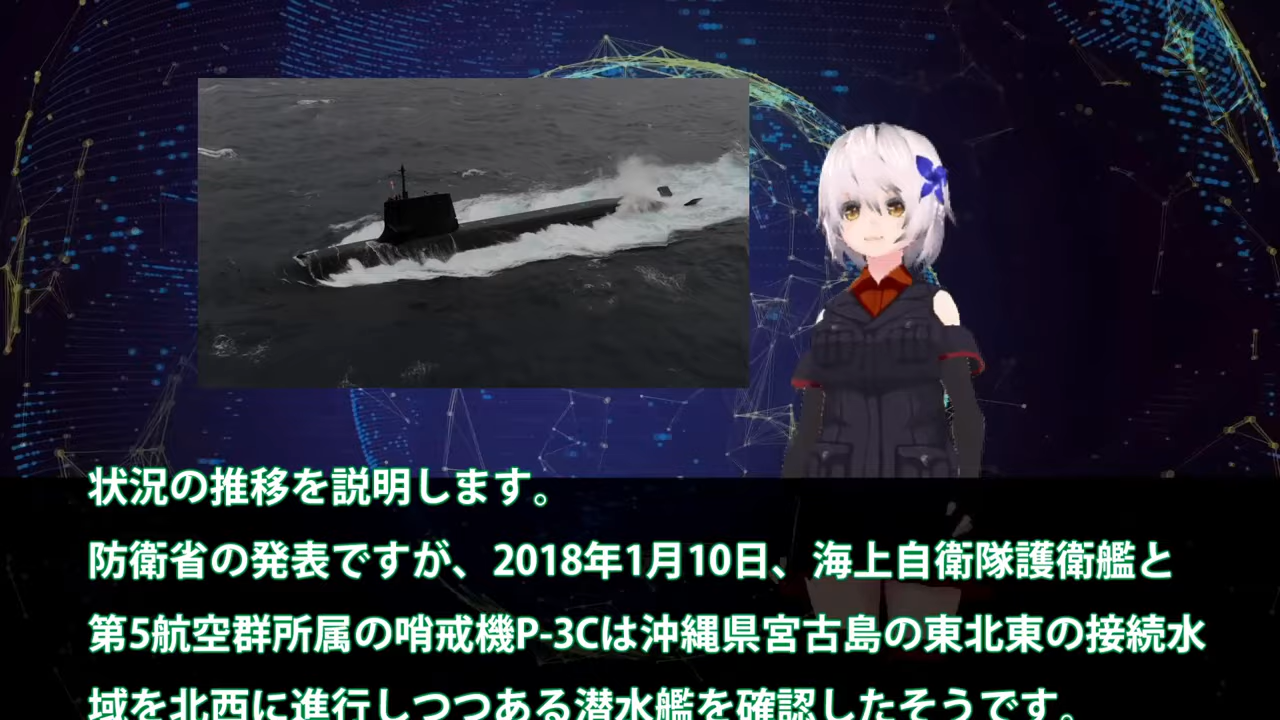 状況の推移を説明します。
防衛省の発表ですが、2018年1月10日、海上自衛隊護衛艦と
第5航空群所属の哨戒機P-3Cは沖縄県宮古島の東北東の接続水
域を北西に進行しつつある潜水艦を確認したそうです。